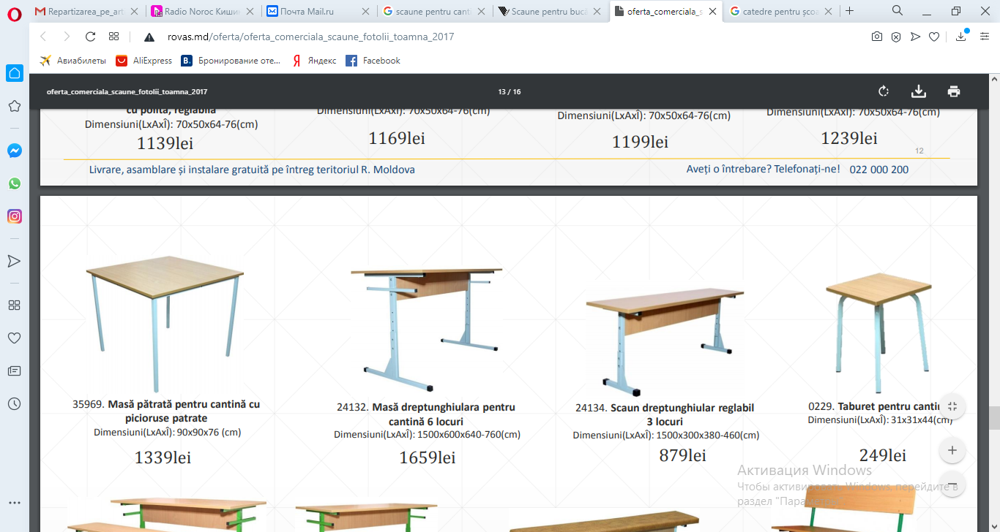 Repartizarea_pe_art
Radio Noroc Кишин
Почта Mail.ru
scaune pentru cant
Scaune pentru bucă
oferta_comerciala_s
catedre pentru școa
rovas.md/oferta/oferta_comerciala_scaune_fotolii_toamna_2017
Авиабилеты AliExpress B. Бронирование оте... Я Яндекс Facebook
oferta_comerciala_scaune_fotolii_toamna_2017 13 / 16
cu poliță, reglabilă
Dimensiuni(LxAxÎ): 70x50x64-76(cm)
1139lei
Dimensiuni(LxAxÎ): 70x50x64-76(cm)
1169lei
Dimensiuni(LxAxÎ): 70x50x64-76(cm)
1199lei
Dimensiuni(LxAxÎ): 70x50x64-76(cm)
1239lei
12
Livrare, asamblare și instalare gratuită pe întreg teritoriul R. Moldova
Aveți o întrebare? Telefonați-ne! 022 000 200
35969. Masă pătrată pentru cantină cu
picioruse patrate
Dimensiuni(LxAxÎ): 90x90x76 (cm)
1339lei
24132. Masă dreptunghiulara pentru
cantină 6 locuri
Dimensiuni(LxAxÎ): 1500x600x640-760(cm)
1659lei
24134. Scaun dreptunghiular reglabil
3 locuri
Dimensiuni(LxAxÎ): 1500x300x380-460(cm)
879lei
0229. Taburet pentru canti
Dimensiuni(LxAxÎ): 31x31x44(cm)
249lei
Активация Windows
Чтобы активировать Windows, перейдите в
раздел "Параметры".